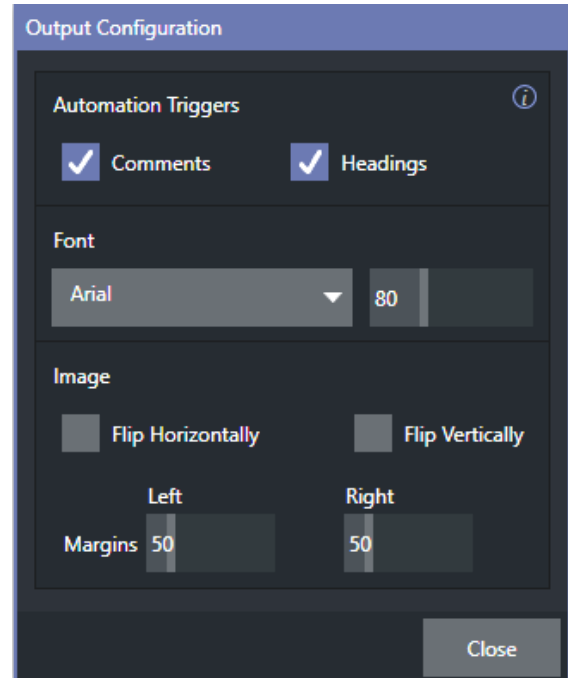 Output Configuration
Automation Triggers
Comments Headings
Font
Arial 80
Image
Flip Horizontally Flip Vertically
Left Right
Margins 50 50
Close